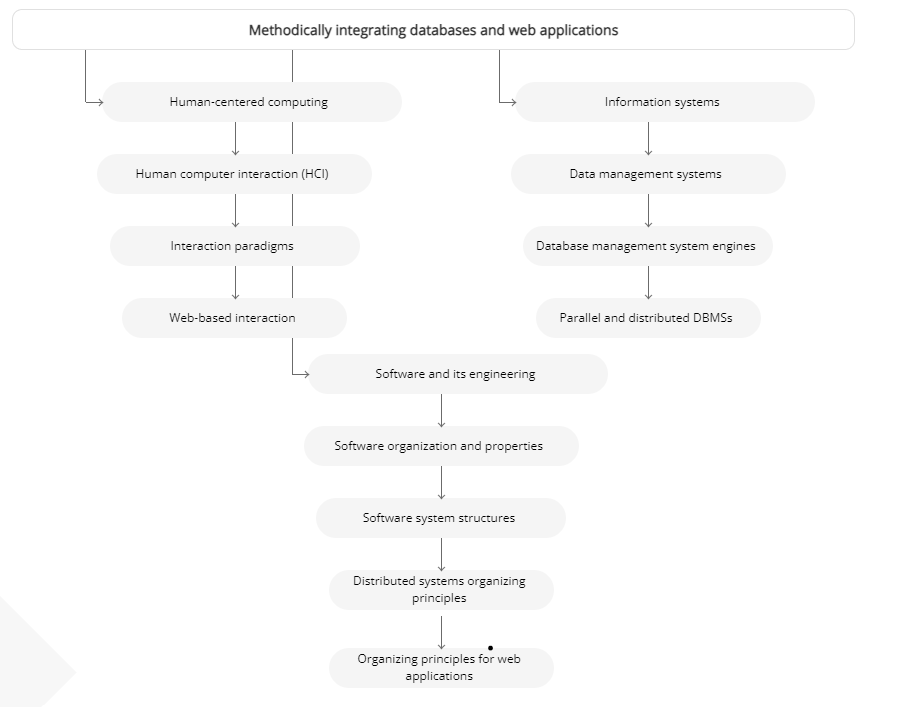 Methodically integrating databases and web applications
Human-centered computing
Human computer interaction (HCI)
Interaction paradigms
Web-based interaction
Information systems
Data management systems
Database management system engines
Parallel and distributed DBMSs
Software and its engineering
Software organization and properties
Software system structures
Distributed systems organizing
principles
Organizing principles for web
applications